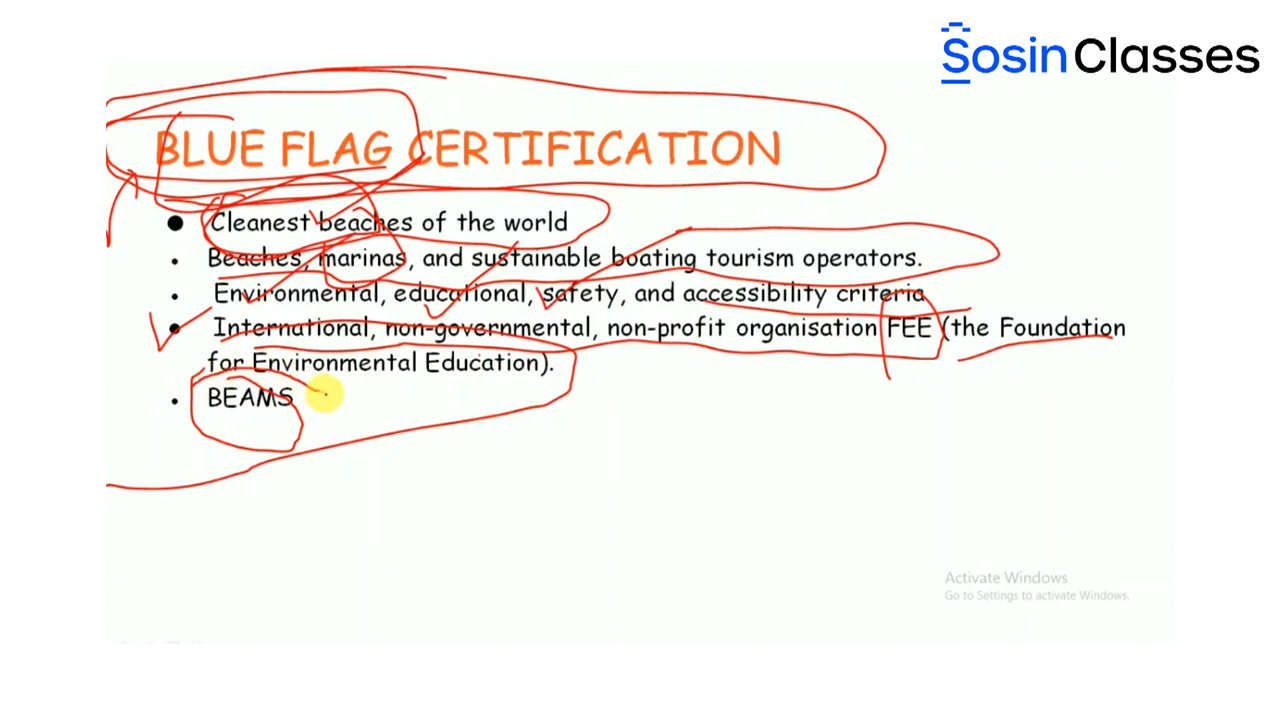 SosinClasses
BLUE FLAG CERTIFICATION
● Cleanest beaches of the world
• Beaches, marinas, and sustainable boating tourism operators.
• Environmental, educational, safety, and accessibility criteria
● International, non-governmental, non-profit organisation FEE (the Foundation
for Environmental Education).
• BEAMS
Activate Windows
Go to Settings to activate Windows.